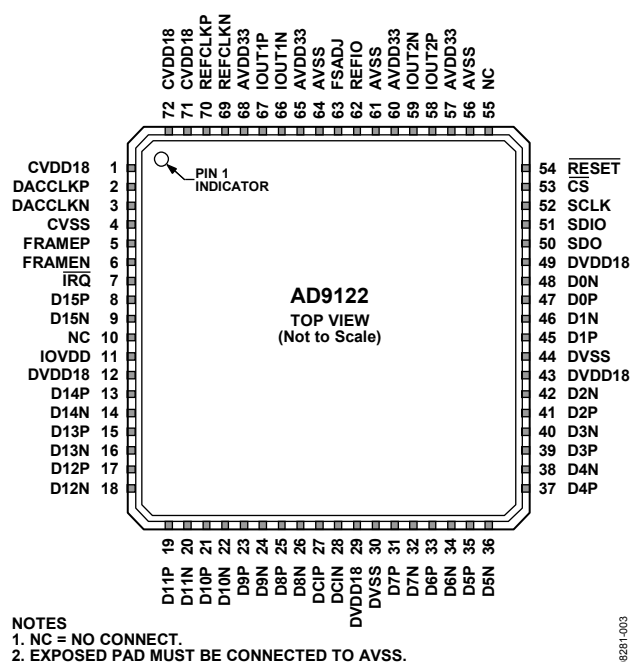 72 CVDD18
71 CVDD18
70 REFCLKP
69 REFCLKN
68 AVDD33
67 IOUT1P
66 IOUT1N
65 AVDD33
64 AVSS
63 FSADJ
62 REFIO
61 AVSS
60 AVDD33
59 IOUT2N
58 IOUT2P
57 AVDD33
56 AVSS
55 NC
CVDD18 1
DACCLKP 2
DACCLKN 3
CVSS 4
FRAMEP 5
FRAMEN 6
IRQ 7
D15P 8
D15N 9
NC 10
IOVDD 11
DVDD18 12
D14P 13
D14N 14
D13P 15
D13N 16
D12P 17
D12N 18
PIN 1
INDICATOR
AD9122
TOP VIEW
(Not to Scale)
54 RESET
53 CS
52 SCLK
51 SDIO
50 SDO
49 DVDD18
48 D0N
47 D0P
46 D1N
45 D1P
44 DVSS
43 DVDD18
42 D2N
41 D2P
40 D3N
39 D3P
38 D4N
37 D4P
D11P 19
D11N 20
D10P 21
D10N 22
D9P 23
D9N 24
D8P 25
D8N 26
DCIP 27
DCIN 28
DVDD18 29
DVSS 30
D7P 31
D7N 32
D6P 33
D6N 34
D5P 35
D5N 36
NOTES
1. NC = NO CONNECT.
2. EXPOSED PAD MUST BE CONNECTED TO AVSS.
8281-003